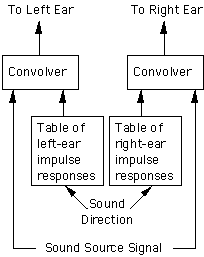 To Left Ear
To Right Ear
Convolver
Convolver
Table of
left-ear
impulse
responses
Table of
right-ear
impulse
responses
Sound
Direction
Sound Source Signal